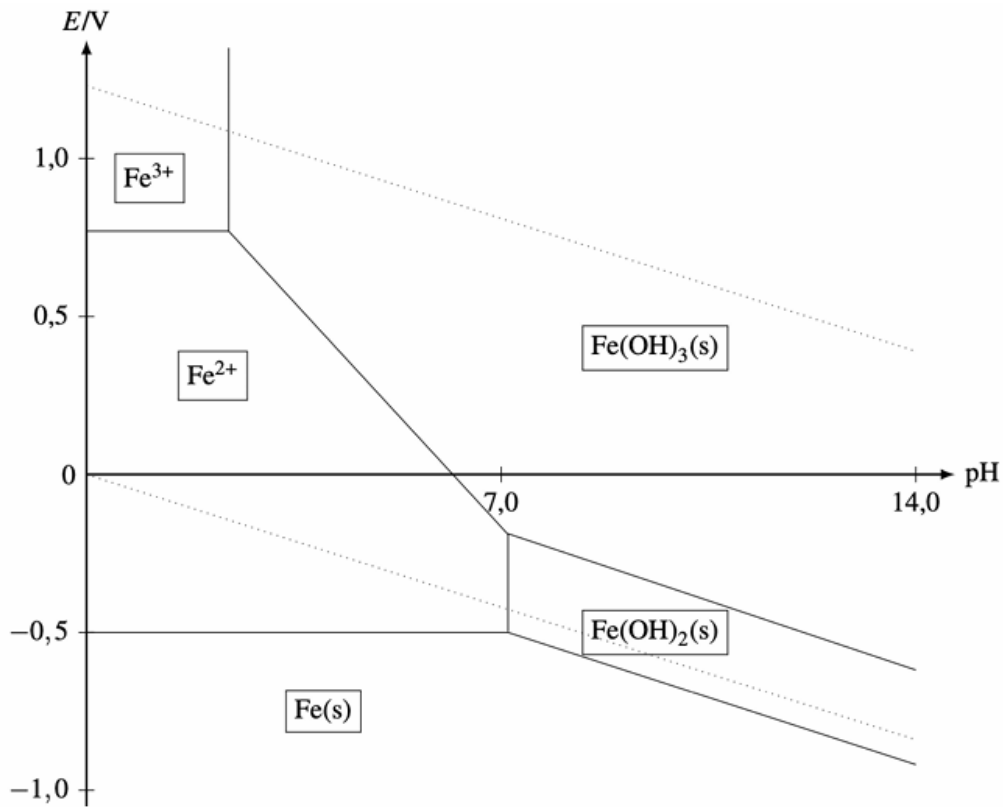 E/V
1,0
Fe³⁺
0,5
Fe(OH)₃(s)
Fe²⁺
0
7,0
14,0
pH
−0,5
Fe(OH)₂(s)
Fe(s)
−1,0